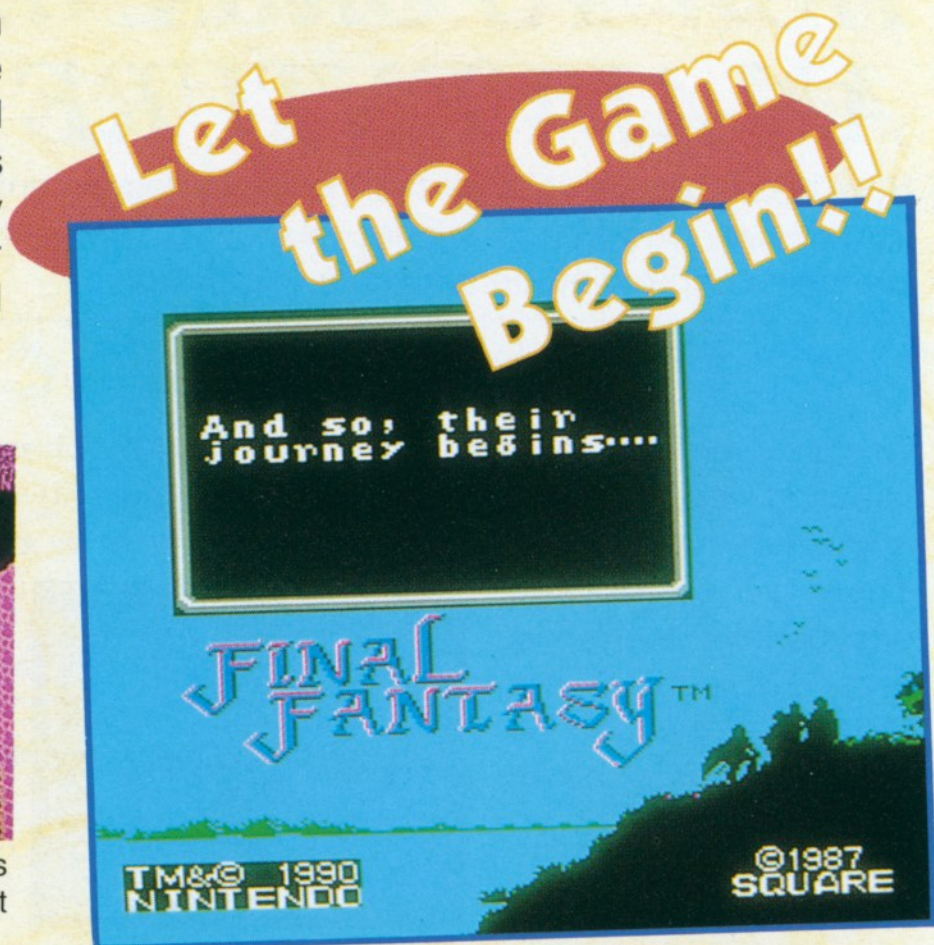 Let
the Game
Begin!!
And so, their
journey begins....
FINAL
FANTASY™
TM&© 1990
NINTENDO
©1987
SQUARE